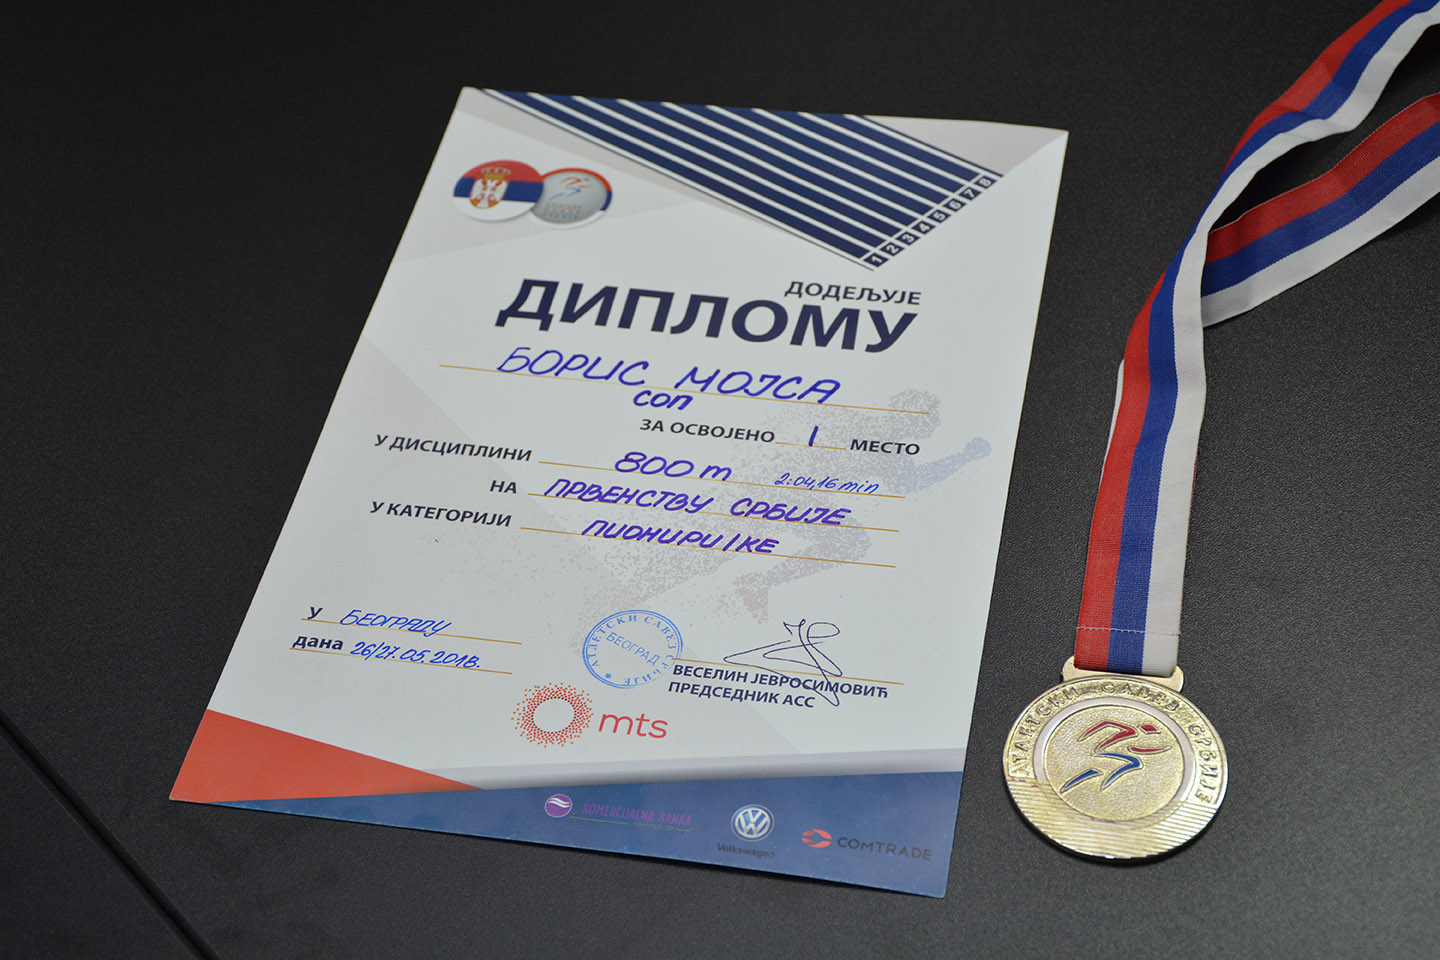 1 2 3 4 5 6 7 8
ДОДЕЉУЈЕ
ДИПЛОМУ
БОРИС МОЈСА
СОП
ЗА ОСВОЈЕНО I МЕСТО
У ДИСЦИПЛИНИ 800 m 2:04,16 min
НА ПРВЕНСТВУ СРБИЈЕ
У КАТЕГОРИЈИ ПИОНИРИ/КЕ
У БЕОГРАДУ
дана 26/27.05.2018.
АТЛЕТСКИ САВЕЗ СРБИЈЕ
БЕОГРАД
ВЕСЕЛИН ЈЕВРОСИМОВИЋ
ПРЕДСЕДНИК АСС
mts
KOMERCIJALNA BANKA
Volkswagen
COMTRADE
АТЛЕТСКИ САВЕЗ СРБИЈЕ